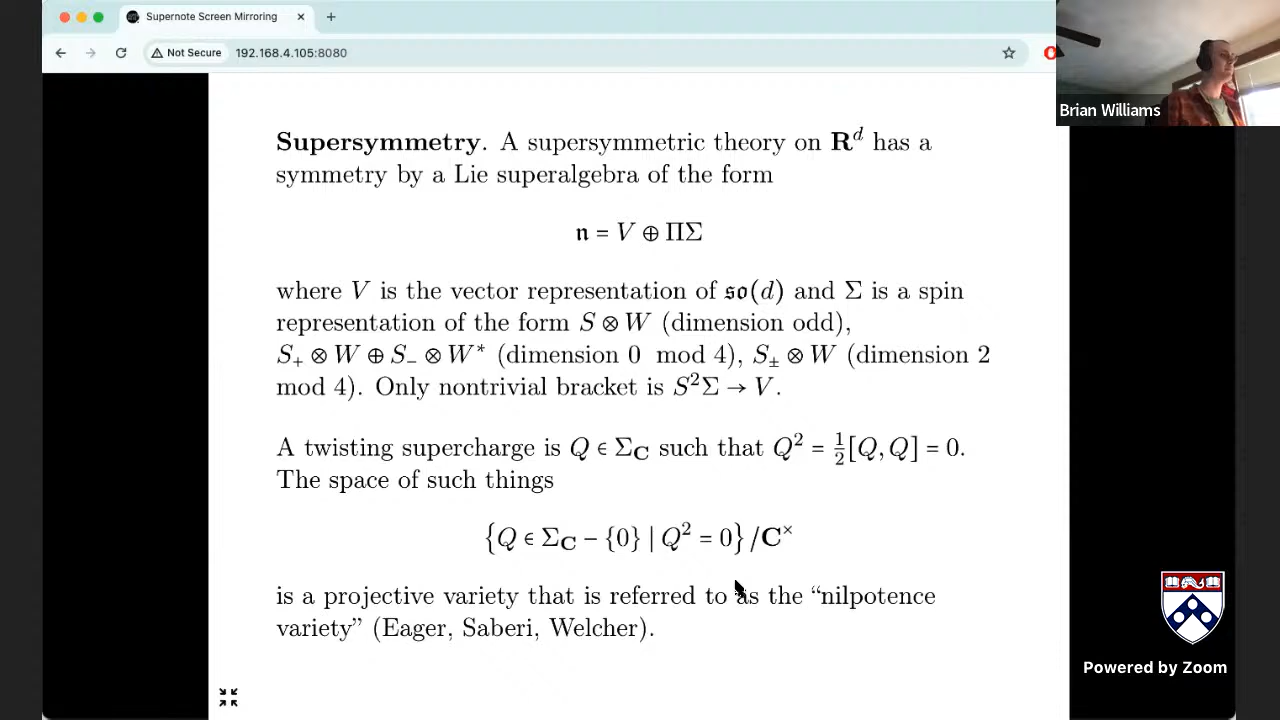 Supernote Screen Mirroring
Not Secure
192.168.4.105:8080
Brian Williams
Supersymmetry. A supersymmetric theory on R^d has a
symmetry by a Lie superalgebra of the form
𝔫 = V ⊕ ΠΣ
where V is the vector representation of 𝔰𝔬(d) and Σ is a spin
representation of the form S ⊗ W (dimension odd),
S₊ ⊗ W ⊕ S₋ ⊗ W* (dimension 0 mod 4), S± ⊗ W (dimension 2
mod 4). Only nontrivial bracket is S²Σ → V.
A twisting supercharge is Q ∈ Σ_C such that Q² = ½[Q, Q] = 0.
The space of such things
{Q ∈ Σ_C − {0} | Q² = 0} /C^×
is a projective variety that is referred to as the “nilpotence
variety” (Eager, Saberi, Welcher).
Powered by Zoom